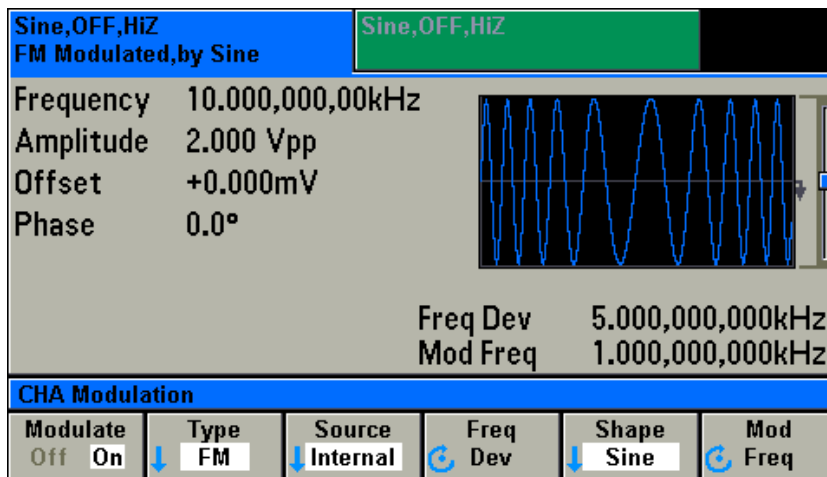 Sine,OFF,HiZ
FM Modulated,by Sine
Sine,OFF,HiZ
Frequency 10.000,000,00kHz
Amplitude 2.000 Vpp
Offset +0.000mV
Phase 0.0°
Freq Dev 5.000,000,000kHz
Mod Freq 1.000,000,000kHz
CHA Modulation
Modulate Off On
Type FM
Source Internal
Freq Dev
Shape Sine
Mod Freq